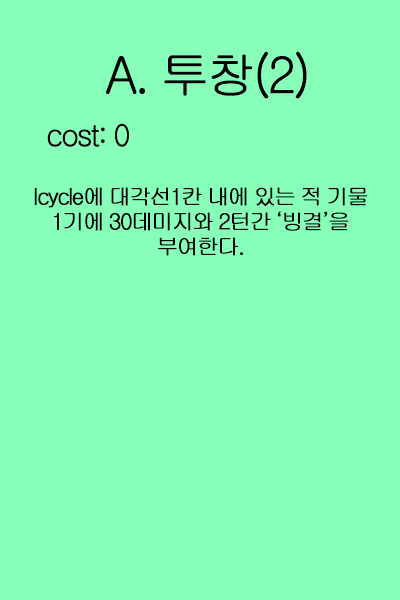 A. 투창(2)
cost: 0
Icycle에 대각선1칸 내에 있는 적 기물
1기에 30데미지와 2턴간 ‘빙결’을
부여한다.